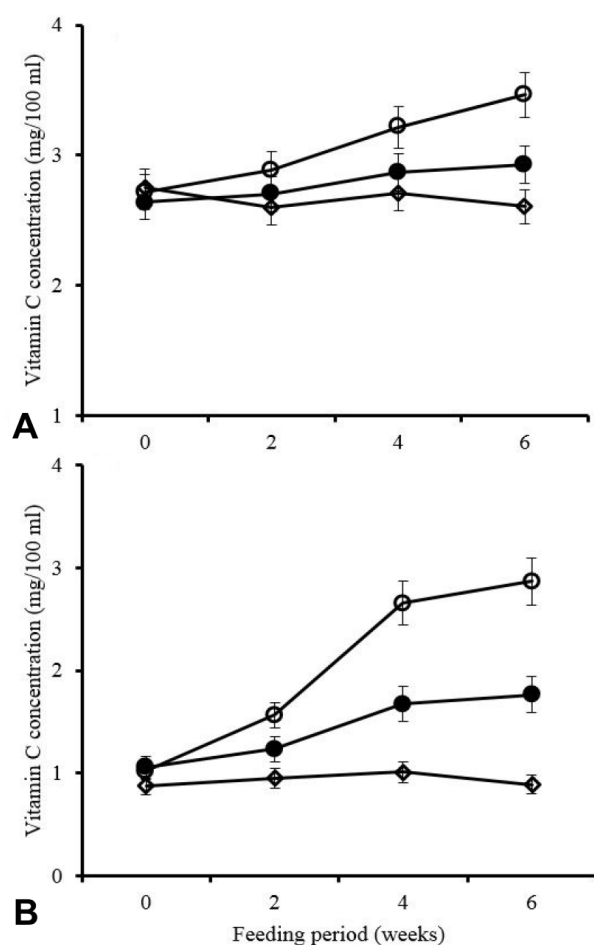 4
3
2
1
Vitamin C concentration (mg/100 ml)
0 2 4 6
A
4
3
2
1
0
Vitamin C concentration (mg/100 ml)
0 2 4 6
Feeding period (weeks)
B